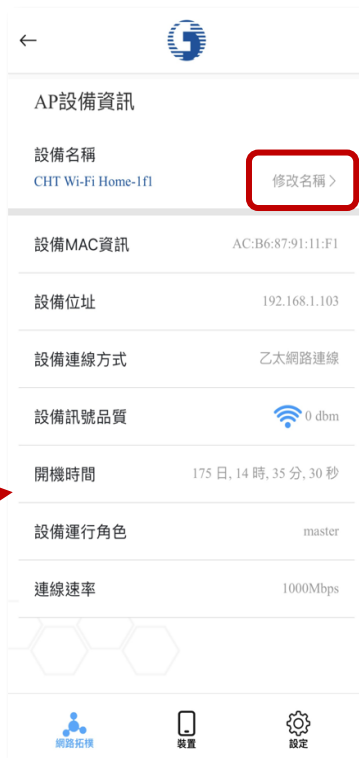 AP設備資訊
設備名稱
CHT Wi-Fi Home-1f1
修改名稱 >
設備MAC資訊 AC:B6:87:91:11:F1
設備位址 192.168.1.103
設備連線方式 乙太網路連線
設備訊號品質 0 dbm
開機時間 175 日, 14 時, 35 分, 30 秒
設備運行角色 master
連線速率 1000Mbps
網路拓樸 裝置 設定